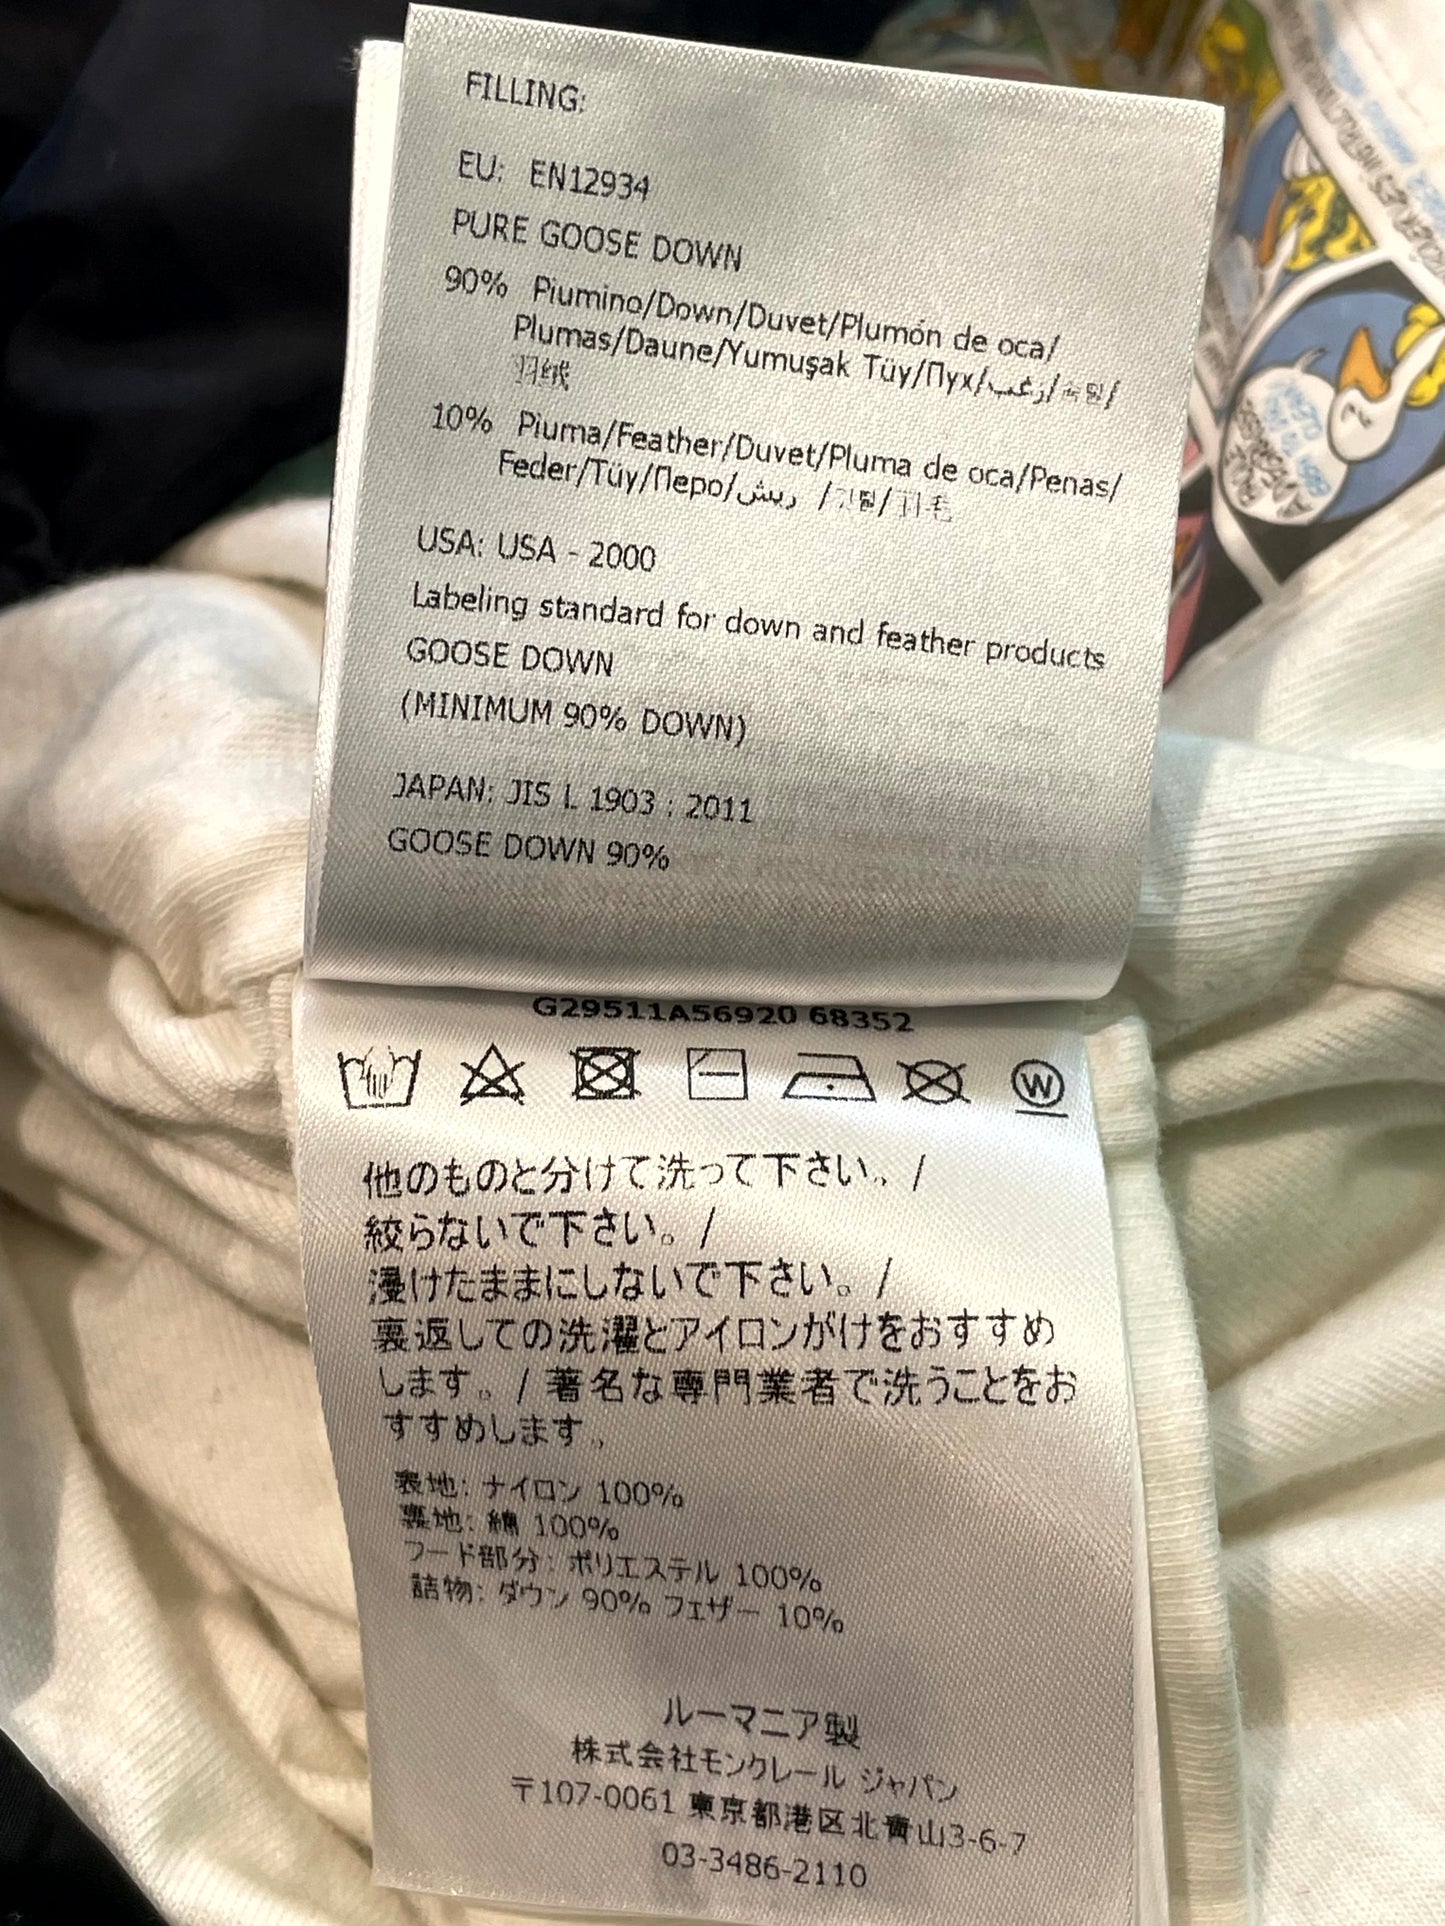 FILLING:
EU: EN12934
PURE GOOSE DOWN
90% Piumino/Down/Duvet/Plumón de oca/
Plumas/Daune/Yumuşak Tüy/Пух/زغب/솜털/
羽绒
10% Piuma/Feather/Duvet/Pluma de oca/Penas/
Feder/Tüy/Перо/ريش /깃털/羽毛
USA: USA - 2000
Labeling standard for down and feather products
GOOSE DOWN
(MINIMUM 90% DOWN)
JAPAN: JIS L 1903 : 2011
GOOSE DOWN 90%
G29511A56920 68352
W
他のものと分けて洗って下さい。/
絞らないで下さい。/
浸けたままにしないで下さい。/
裏返しての洗濯とアイロンがけをおすすめ
します。/ 著名な専門業者で洗うことをお
すすめします。
表地: ナイロン 100%
裏地: 綿 100%
フード部分: ポリエステル 100%
詰物: ダウン 90% フェザー 10%
ルーマニア製
株式会社モンクレール ジャパン
〒107-0061 東京都港区北青山3-6-7
03-3486-2110